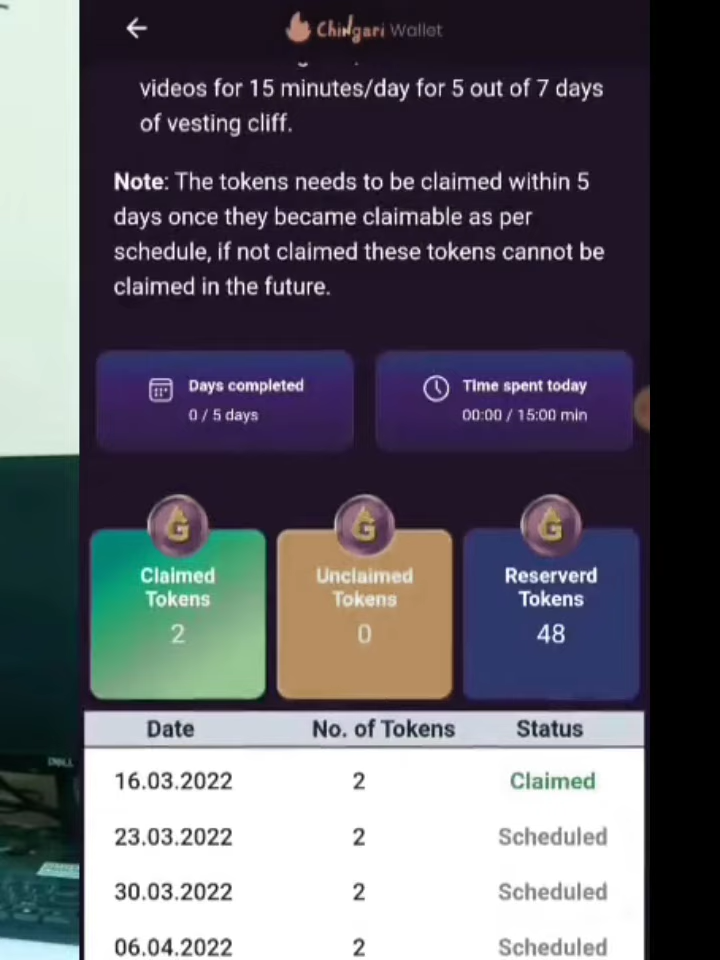 Chingari Wallet
videos for 15 minutes/day for 5 out of 7 days
of vesting cliff.
Note: The tokens needs to be claimed within 5
days once they became claimable as per
schedule, if not claimed these tokens cannot be
claimed in the future.
Days completed
0 / 5 days
Time spent today
00:00 / 15:00 min
Claimed
Tokens
2
Unclaimed
Tokens
0
Reserverd
Tokens
48
Date No. of Tokens Status
16.03.2022 2 Claimed
23.03.2022 2 Scheduled
30.03.2022 2 Scheduled
06.04.2022 2 Scheduled
DELL